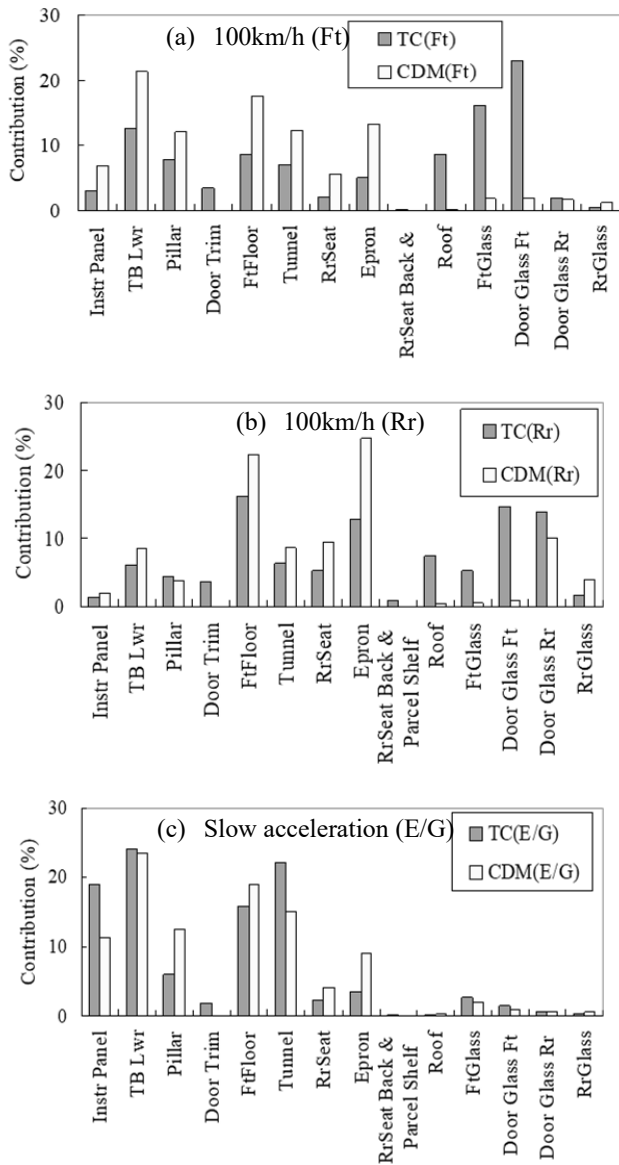 (a) 100km/h (Ft)
TC(Ft)
CDM(Ft)
Contribution (%)
30
20
10
0
Instr Panel
TB Lwr
Pillar
Door Trim
FtFloor
Tunnel
RrSeat
Epron
RrSeat Back &
Roof
FtGlass
Door Glass Ft
Door Glass Rr
RrGlass
(b) 100km/h (Rr)
TC(Rr)
CDM(Rr)
Contribution (%)
30
20
10
0
Instr Panel
TB Lwr
Pillar
Door Trim
FtFloor
Tunnel
RrSeat
Epron
RrSeat Back &
Parcel Shelf
Roof
FtGlass
Door Glass Ft
Door Glass Rr
RrGlass
(c) Slow acceleration (E/G)
TC(E/G)
CDM(E/G)
Contribution (%)
30
20
10
0
Instr Panel
TB Lwr
Pillar
Door Trim
FtFloor
Tunnel
RrSeat
Epron
RrSeat Back &
Parcel Shelf
Roof
FtGlass
Door Glass Ft
Door Glass Rr
RrGlass